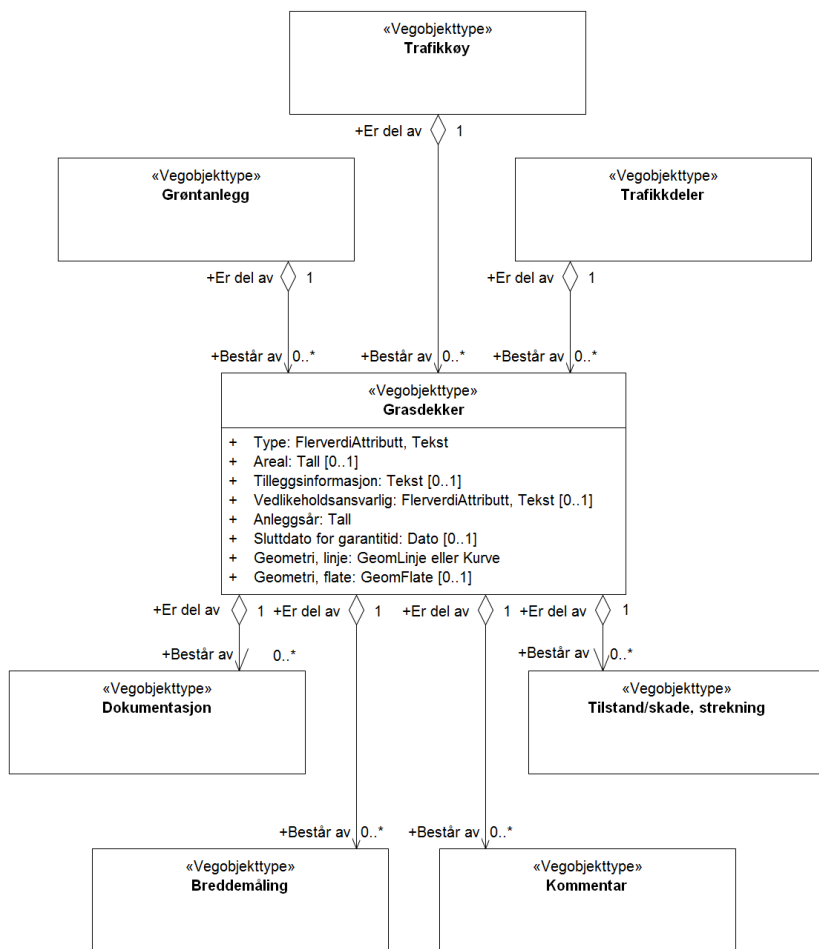 «Vegobjekttype»
Trafikkøy
+Er del av 1
«Vegobjekttype»
Grøntanlegg
«Vegobjekttype»
Trafikkdeler
+Er del av 1
+Er del av 1
+Består av 0..*
+Består av 0..*
+Består av 0..*
«Vegobjekttype»
Grasdekker
+ Type: FlerverdiAttributt, Tekst
+ Areal: Tall [0..1]
+ Tilleggsinformasjon: Tekst [0..1]
+ Vedlikeholdsansvarlig: FlerverdiAttributt, Tekst [0..1]
+ Anleggsår: Tall
+ Sluttdato for garantitid: Dato [0..1]
+ Geometri, linje: GeomLinje eller Kurve
+ Geometri, flate: GeomFlate [0..1]
+Er del av 1
+Er del av 1
+Er del av 1
+Er del av 1
+Består av 0..*
+Består av 0..*
«Vegobjekttype»
Dokumentasjon
«Vegobjekttype»
Tilstand/skade, strekning
+Består av 0..*
+Består av 0..*
«Vegobjekttype»
Breddemåling
«Vegobjekttype»
Kommentar